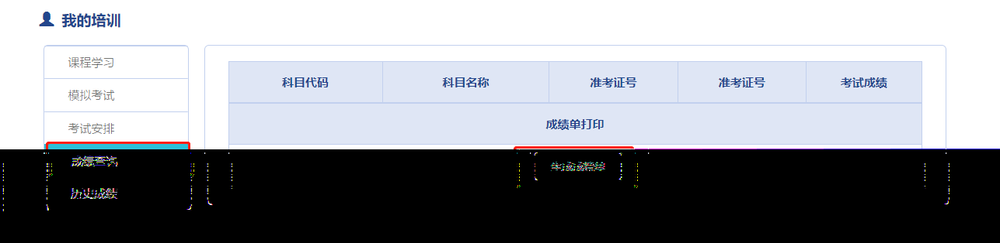 我的培训
课程学习
模拟考试
考试安排
成绩查询
历史成绩
科目代码 科目名称 准考证号 准考证号 考试成绩
成绩单打印